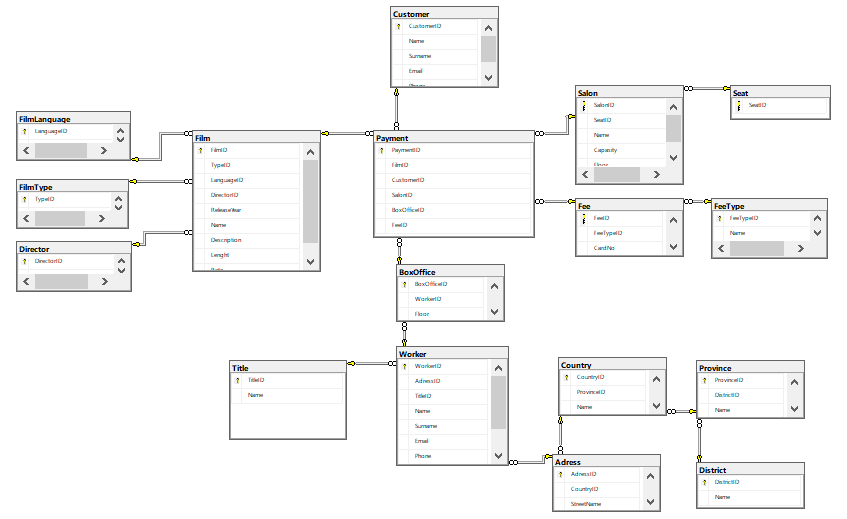 Customer
CustomerID
Name
Surname
Email
Phone
Salon
SalonID
SeatID
Name
Capasity
Floor
Seat
SeatID
FilmLanguage
LanguageID
Film
FilmID
TypeID
LanguageID
DirectorID
ReleaseYear
Name
Description
Lenght
Payment
PaymentID
FilmID
CustomerID
SalonID
BoxOfficeID
FeeID
FilmType
TypeID
Director
DirectorID
Fee
FeeID
FeeTypeID
CardNo
FeeType
FeeTypeID
Name
BoxOffice
BoxOfficeID
WorkerID
Floor
Title
TitleID
Name
Worker
WorkerID
AdressID
TitleID
Name
Surname
Email
Phone
Country
CountryID
ProvinceID
Name
Province
ProvinceID
DistrictID
Name
Adress
AdressID
CountryID
StreetName
District
DistrictID
Name